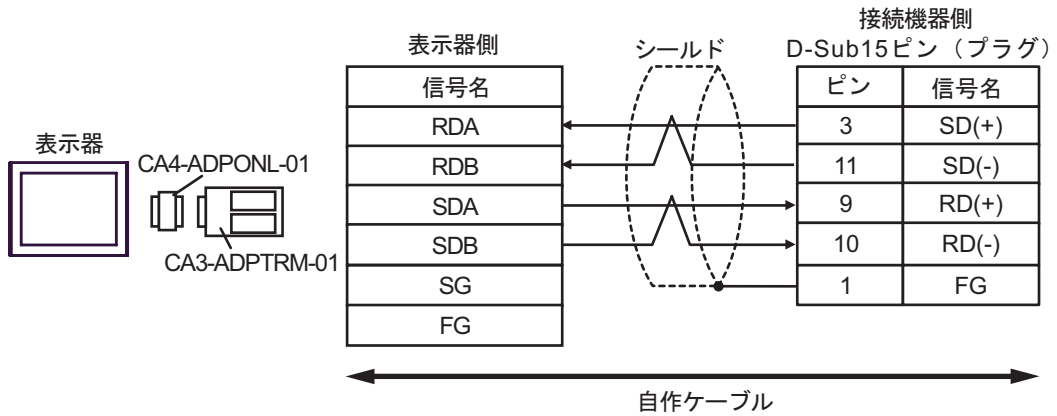 接続機器側
表示器側
シールド
D-Sub15ピン（プラグ）
信号名
ピン
信号名
RDA
3
SD(+)
表示器
CA4-ADPONL-01
RDB
11
SD(-)
SDA
9
RD(+)
SDB
10
RD(-)
CA3-ADPTRM-01
SG
1
FG
FG
自作ケーブル